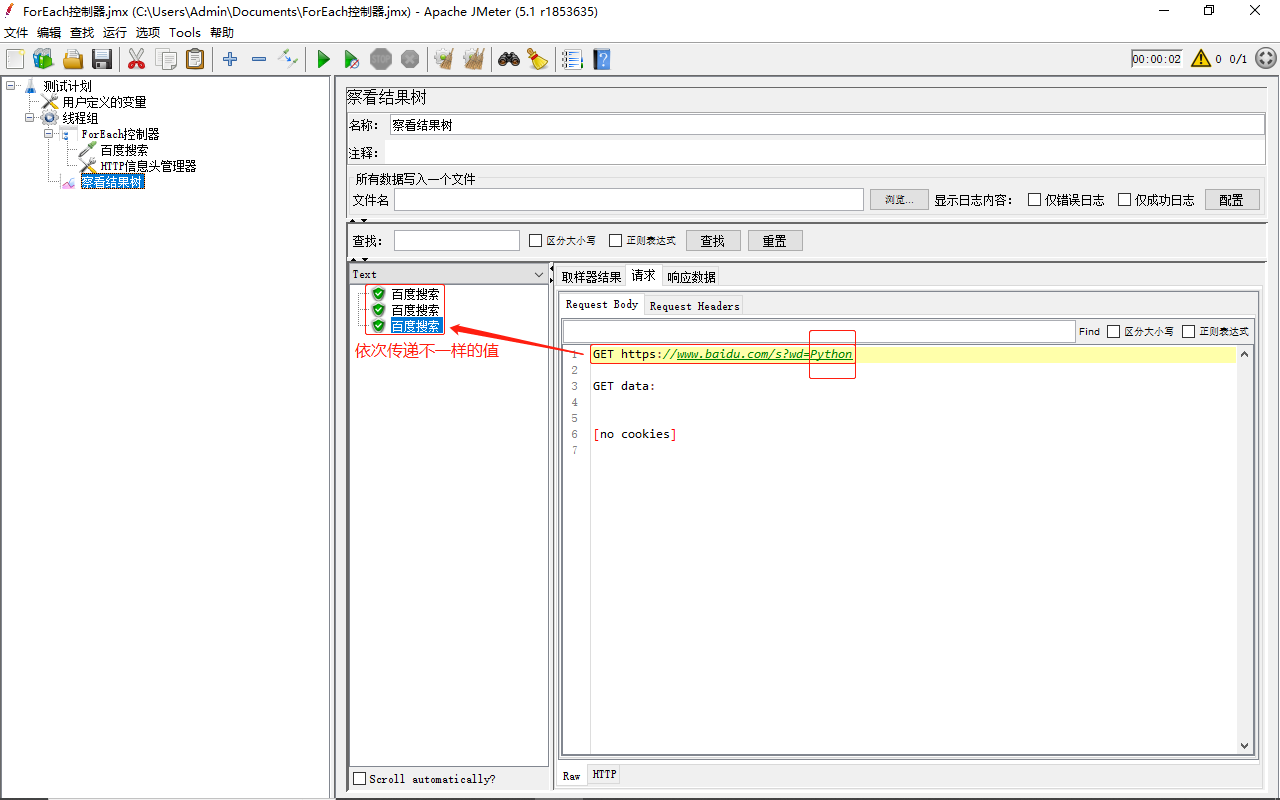 ForEach控制器.jmx (C:\Users\Admin\Documents\ForEach控制器.jmx) - Apache JMeter (5.1 r1853635)
文件 编辑 查找 运行 选项 Tools 帮助
STOP
00:00:02 0 0/1
测试计划
用户定义的变量
线程组
ForEach控制器
百度搜索
HTTP信息头管理器
察看结果树
察看结果树
名称: 察看结果树
注释:
所有数据写入一个文件
文件名 浏览... 显示日志内容: 仅错误日志 仅成功日志 配置
查找: 区分大小写 正则表达式 查找 重置
Text
百度搜索
百度搜索
百度搜索
依次传递不一样的值
Scroll automatically?
取样器结果 请求 响应数据
Request Body Request Headers
Find 区分大小写 正则表达式
1 GET https://www.baidu.com/s?wd=Python
2
3 GET data:
4
5
6 [no cookies]
7
Raw HTTP